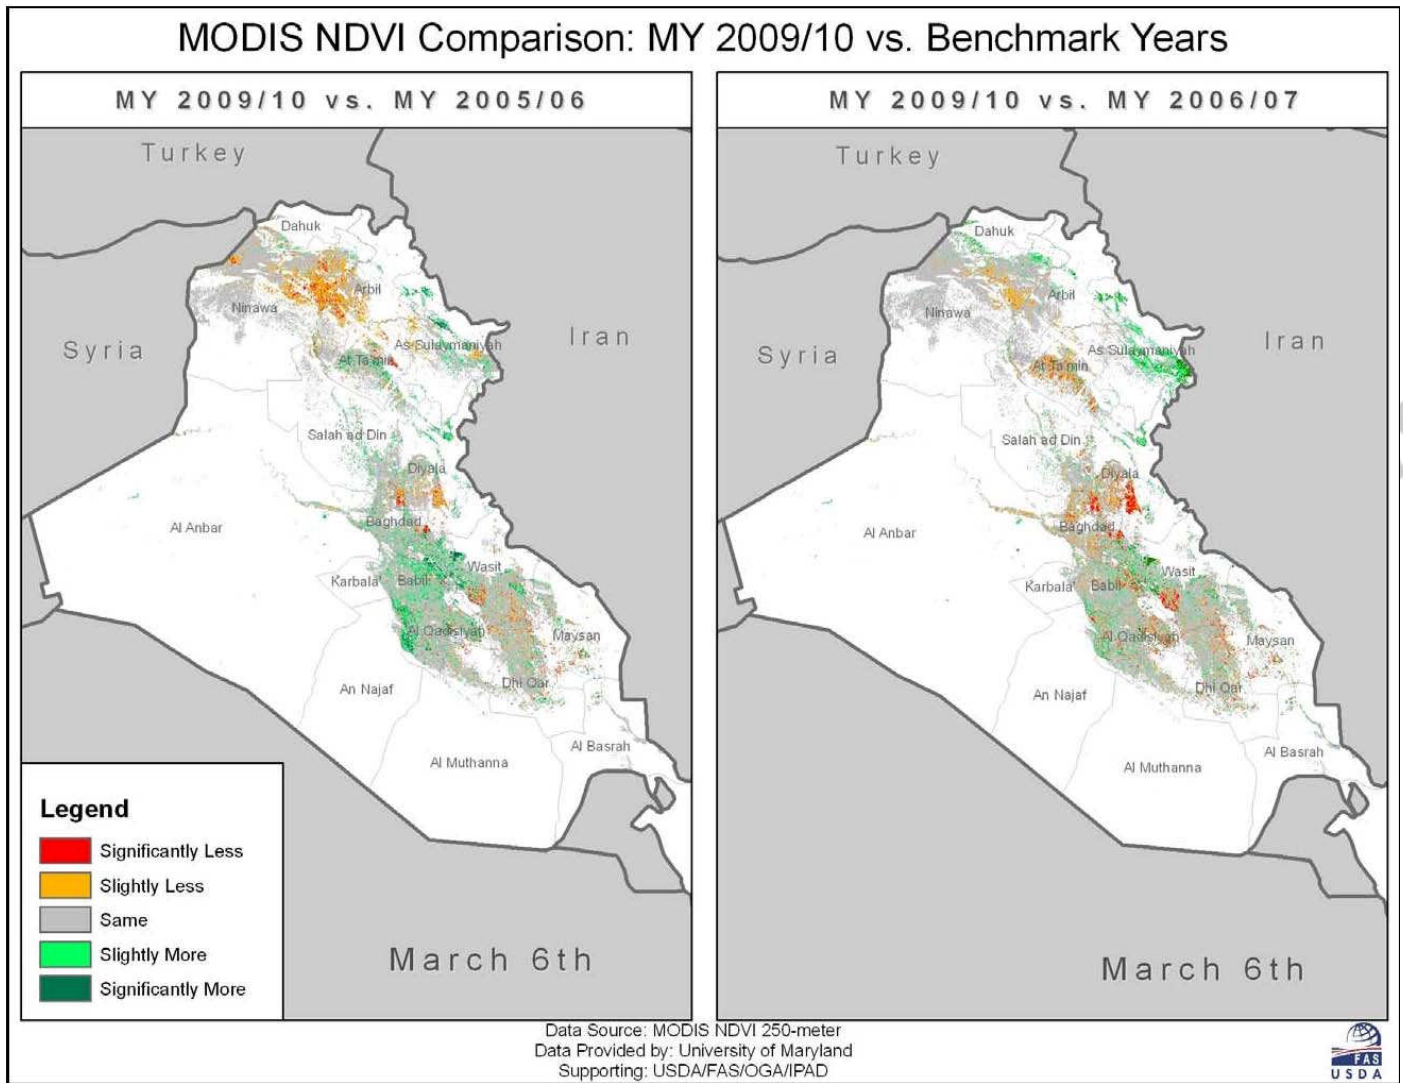 MODIS NDVI Comparison: MY 2009/10 vs. Benchmark Years
MY 2009/10 vs. MY 2005/06
Turkey
Dahuk
Arbil
Ninawa
Iran
Syria
As Sulaymaniyah
At Ta'min
Salah ad Din
Diyala
Baghdad
Al Anbar
Wasit
Karbala'
Babil
Al Qadisiyah
Maysan
Dhi Qar
An Najaf
Al Basrah
Al Muthanna
Legend
Significantly Less
Slightly Less
Same
Slightly More
Significantly More
March 6th
MY 2009/10 vs. MY 2006/07
Turkey
Dahuk
Arbil
Ninawa
Iran
Syria
As Sulaymaniyah
At Ta'min
Salah ad Din
Diyala
Baghdad
Al Anbar
Wasit
Karbala'
Babil
Al Qadisiyah
Maysan
Dhi Qar
An Najaf
Al Basrah
Al Muthanna
March 6th
Data Source: MODIS NDVI 250-meter
Data Provided by: University of Maryland
Supporting: USDA/FAS/OGA/IPAD
FAS
USDA